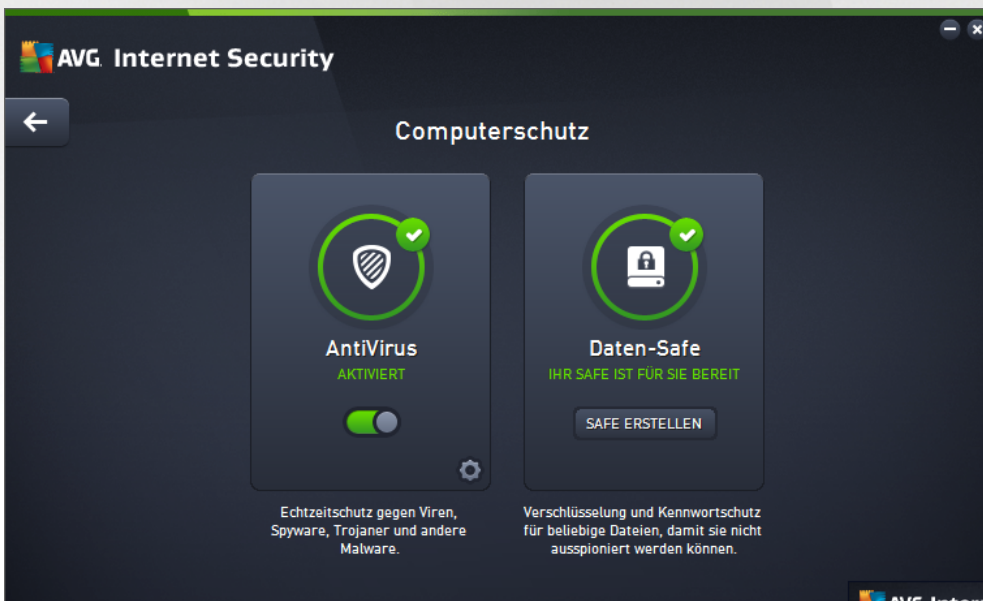 AVG Internet Security
Computerschutz
AntiVirus
AKTIVIERT
Echtzeitschutz gegen Viren,
Spyware, Trojaner und andere
Malware.
Daten-Safe
IHR SAFE IST FÜR SIE BEREIT
SAFE ERSTELLEN
Verschlüsselung und Kennwortschutz
für beliebige Dateien, damit sie nicht
ausspioniert werden können.
AVG